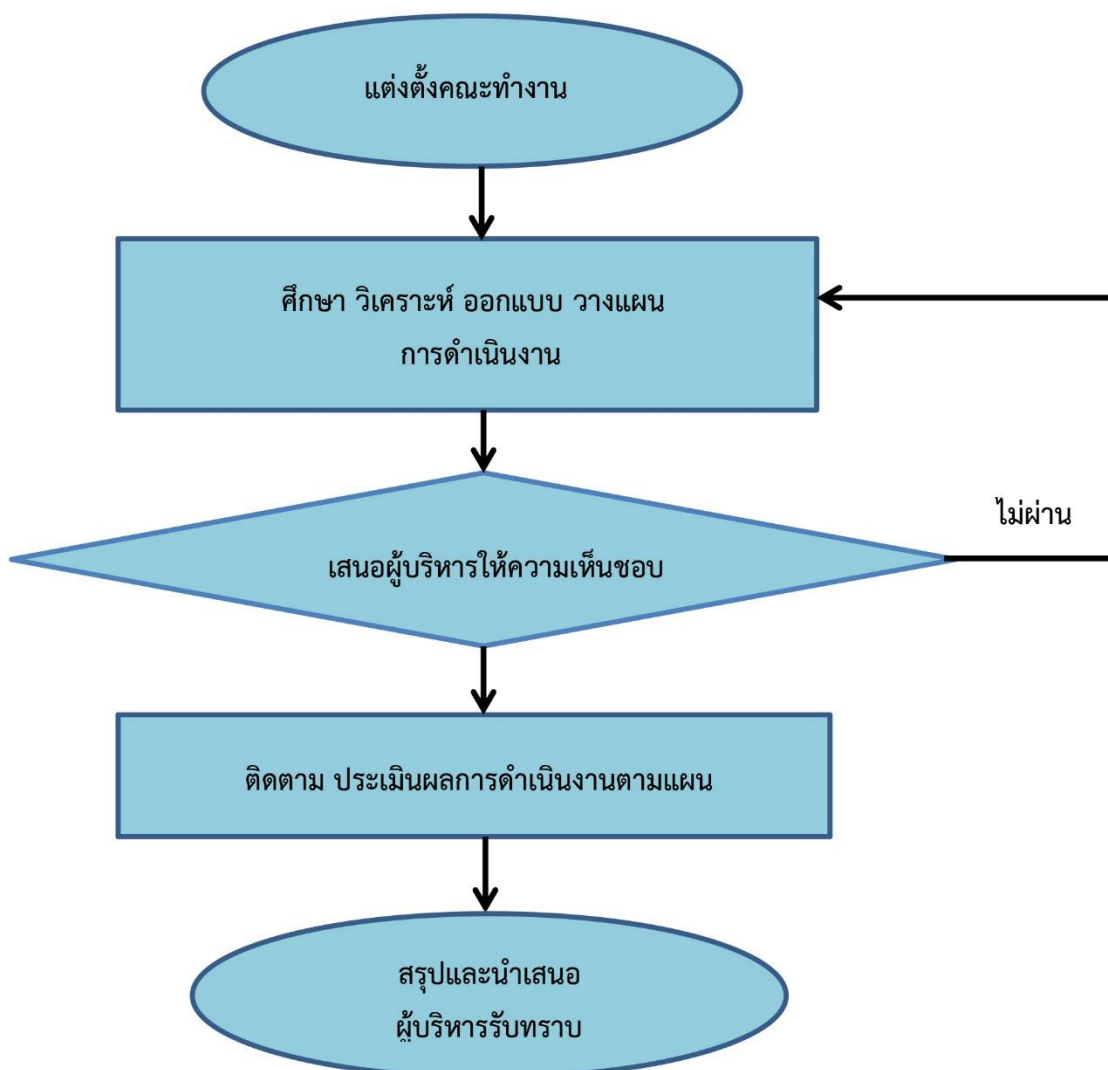 แต่งตั้งคณะทำงาน
ศึกษา วิเคราะห์ ออกแบบ วางแผน
การดำเนินงาน
ไม่ผ่าน
เสนอผู้บริหารให้ความเห็นชอบ
ติดตาม ประเมินผลการดำเนินงานตามแผน
สรุปและนำเสนอ
ผู้บริหารรับทราบ